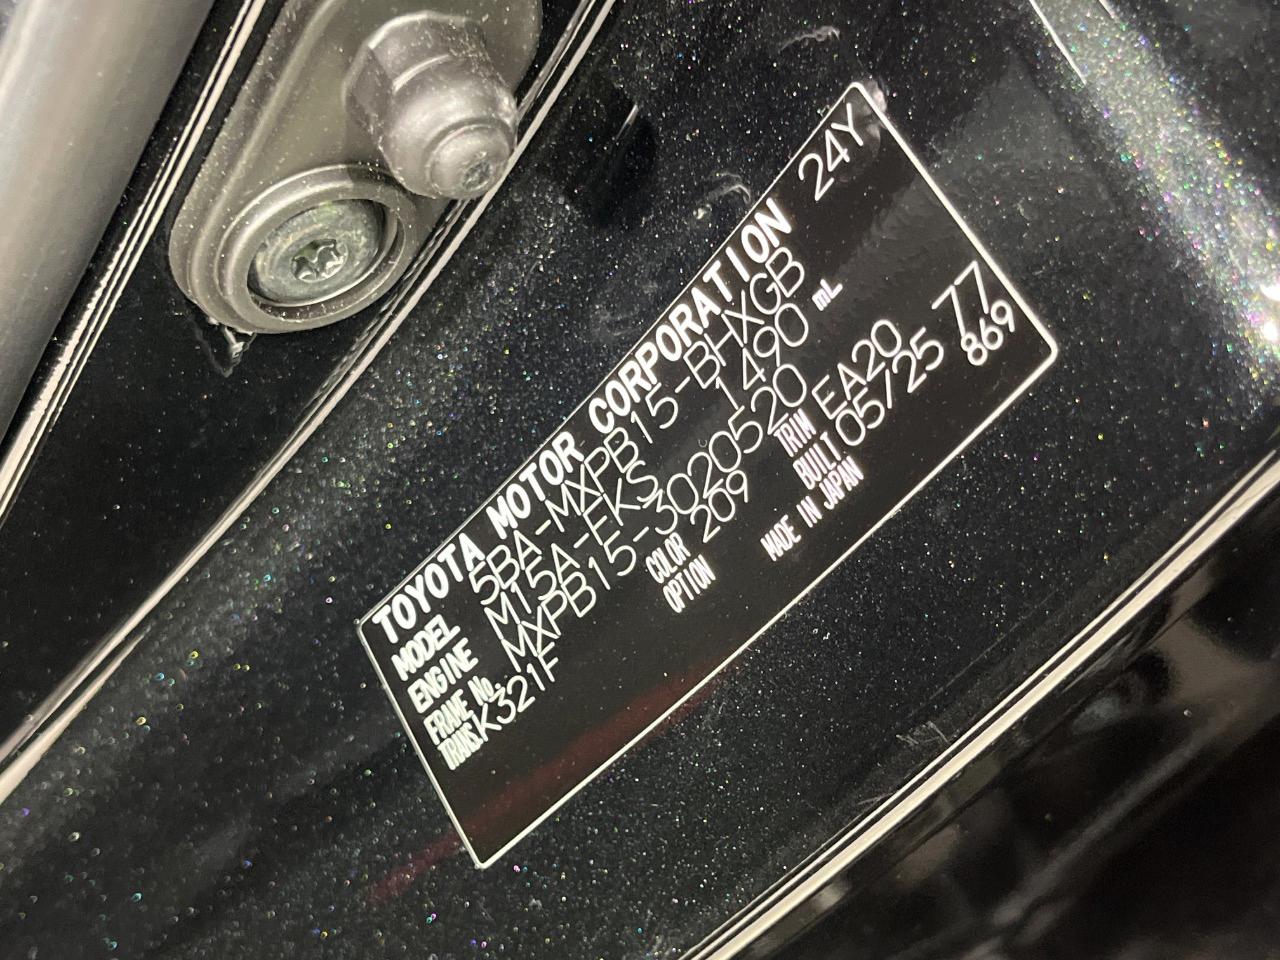 TOYOTA MOTOR CORPORATION 24Y
MODEL 5BA-MXPB15-BHXGB
ENGINE M15A-FKS 1490 mL
FRAME No. MXPB15-3020520
TRANS. K321F COLOR 209 TRIM EA20 77
OPTION BUILT 05/25 869
MADE IN JAPAN